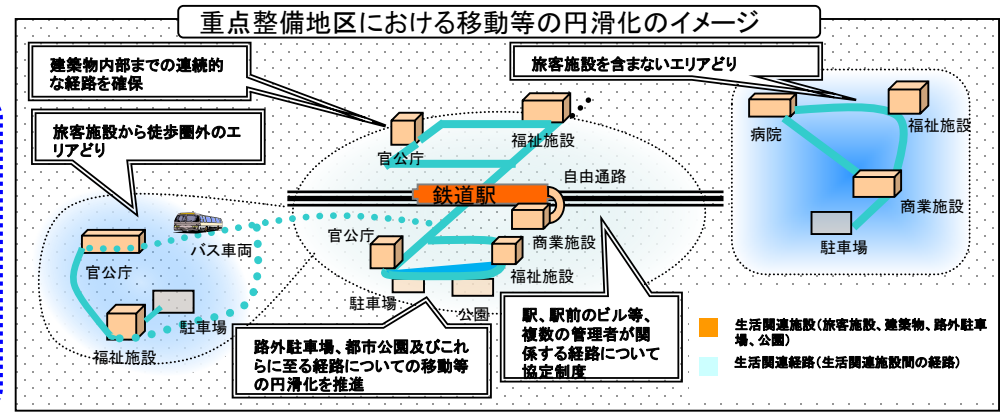 重点整備地区における移動等の円滑化のイメージ
建築物内部までの連続的
な経路を確保
旅客施設を含まないエリアどり
旅客施設から徒歩圏外のエ
リアどり
官公庁
福祉施設
病院
福祉施設
自由通路
鉄道駅
商業施設
駐車場
バス車両
官公庁
商業施設
福祉施設
官公庁
駐車場
福祉施設
駐車場
公園
路外駐車場、都市公園及びこれ
らに至る経路についての移動等
の円滑化を推進
駅、駅前のビル等、
複数の管理者が関
係する経路について
協定制度
生活関連施設(旅客施設、建築物、路外駐車
場、公園)
生活関連経路(生活関連施設間の経路)